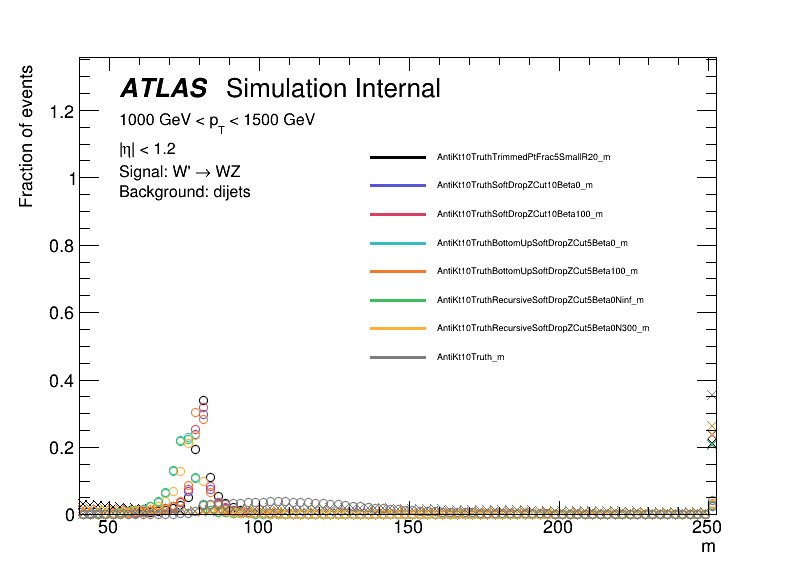 ATLAS Simulation Internal
1000 GeV < p_T < 1500 GeV
|η| < 1.2
Signal: W' → WZ
Background: dijets
AntiKt10TruthTrimmedPtFrac5SmallR20_m
AntiKt10TruthSoftDropZCut10Beta0_m
AntiKt10TruthSoftDropZCut10Beta100_m
AntiKt10TruthBottomUpSoftDropZCut5Beta0_m
AntiKt10TruthBottomUpSoftDropZCut5Beta100_m
AntiKt10TruthRecursiveSoftDropZCut5Beta0Ninf_m
AntiKt10TruthRecursiveSoftDropZCut5Beta0N300_m
AntiKt10Truth_m
Fraction of events
1.2
1
0.8
0.6
0.4
0.2
0
50 100 150 200 250
m